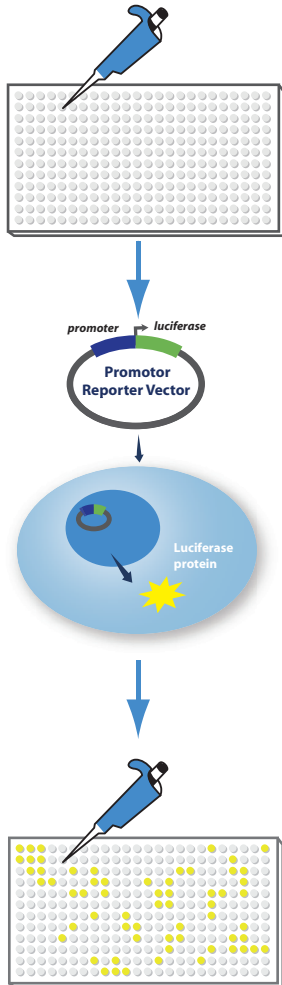 promoter
luciferase
Promotor
Reporter Vector
Luciferase
protein